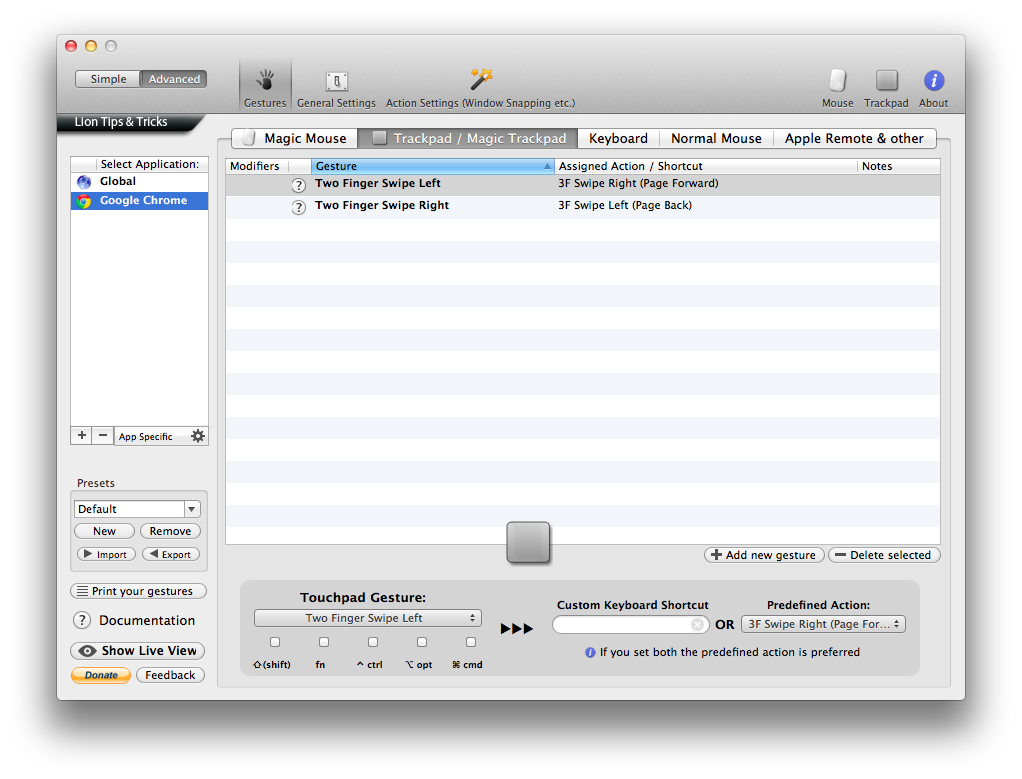 Simple
Advanced
Gestures
General Settings
Action Settings (Window Snapping etc.)
Mouse
Trackpad
About
Lion Tips & Tricks
Magic Mouse
Trackpad / Magic Trackpad
Keyboard
Normal Mouse
Apple Remote & other
Select Application:
Global
Google Chrome
Modifiers
Gesture
Assigned Action / Shortcut
Notes
? Two Finger Swipe Left
3F Swipe Right (Page Forward)
? Two Finger Swipe Right
3F Swipe Left (Page Back)
+ − App Specific
Presets
Default
New
Remove
Import
Export
Print your gestures
? Documentation
Show Live View
Donate
Feedback
+ Add new gesture
− Delete selected
Touchpad Gesture:
Two Finger Swipe Left
⇧(shift)
fn
^ ctrl
⌥ opt
⌘ cmd
Custom Keyboard Shortcut
OR
Predefined Action:
3F Swipe Right (Page For...
i If you set both the predefined action is preferred